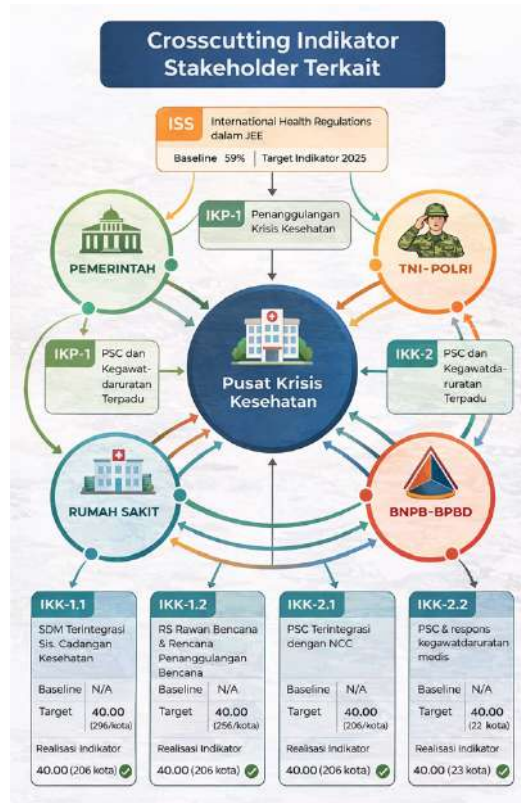 Crosscutting Indikator
Stakeholder Terkait
ISS
International Health Regulations
dalam JEE
Baseline 59% | Target Indikator 2025
IKP-1
Penanggulangan
Krisis Kesehatan
PEMERINTAH
TNI-POLRI
IKP-1
PSC dan
Kegawat-
daruratan
Terpadu
Pusat Krisis
Kesehatan
IKK-2
PSC dan
Kegawatda-
ruratan
Terpadu
RUMAH SAKIT
BNPB-BPBD
IKK-1.1
SDM Terintegrasi
Sis. Cadangan
Kesehatan
Baseline N/A
Target 40.00
(296/kota)
Realisasi Indikator
40.00 (206 kota)
IKK-1.2
RS Rawan Bencana
& Rencana
Penanggulangan
Bencana
Baseline N/A
Target 40.00
(256/kota)
Realisasi Indikator
40.00 (206 kota)
IKK-2.1
PSC Terintegrasi
dengan NCC
Baseline N/A
Target 40.00
(206/kota)
Realisasi Indikator
40.00 (206 kota)
IKK-2.2
PSC & respons
kegawatdaruratan
medis
Baseline N/A
Target 40.00
(22 kota)
Realisasi Indikator
40.00 (23 kota)